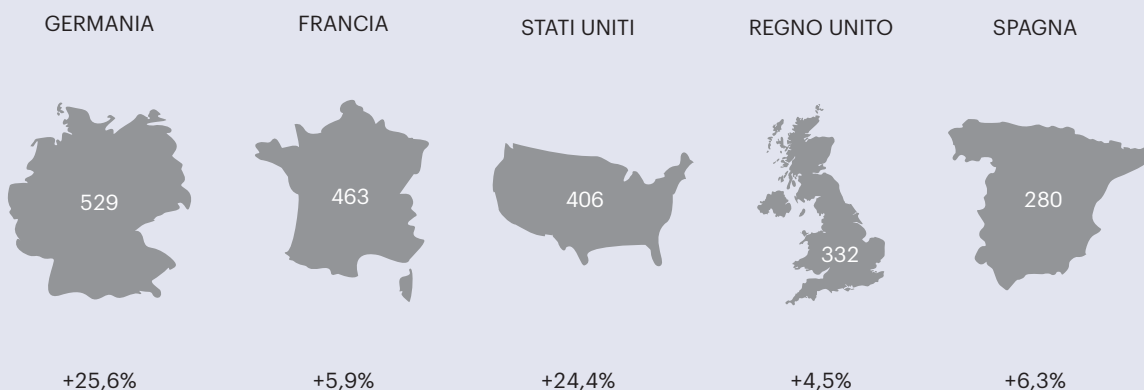 GERMANIA FRANCIA STATI UNITI REGNO UNITO SPAGNA
529 463 406 332 280
+25,6% +5,9% +24,4% +4,5% +6,3%